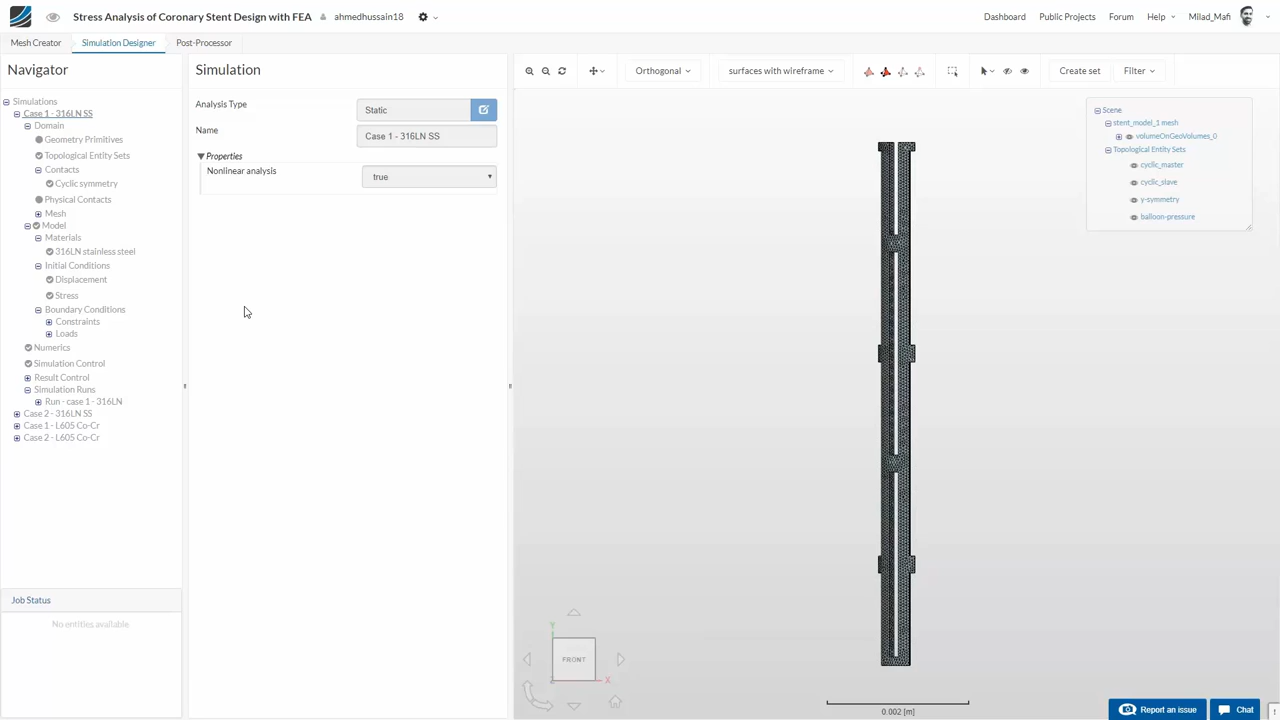 Stress Analysis of Coronary Stent Design with FEA
ahmedhussain18
Dashboard
Public Projects
Forum
Help
Milad_Mafi
Mesh Creator
Simulation Designer
Post-Processor
Navigator
Simulations
Case 1 - 316LN SS
Domain
Geometry Primitives
Topological Entity Sets
Contacts
Cyclic symmetry
Physical Contacts
Mesh
Model
Materials
316LN stainless steel
Initial Conditions
Displacement
Stress
Boundary Conditions
Constraints
Loads
Numerics
Simulation Control
Result Control
Simulation Runs
Run - case 1 - 316LN
Case 2 - 316LN SS
Case 1 - L605 Co-Cr
Case 2 - L605 Co-Cr
Job Status
No entities available
Simulation
Analysis Type
Static
Name
Case 1 - 316LN SS
Properties
Nonlinear analysis
true
Orthogonal
surfaces with wireframe
Create set
Filter
Scene
stent_model_1 mesh
volumeOnGeoVolumes_0
Topological Entity Sets
cyclic_master
cyclic_slave
y-symmetry
balloon-pressure
Y
FRONT
Z
X
0.002 [m]
Report an issue
Chat